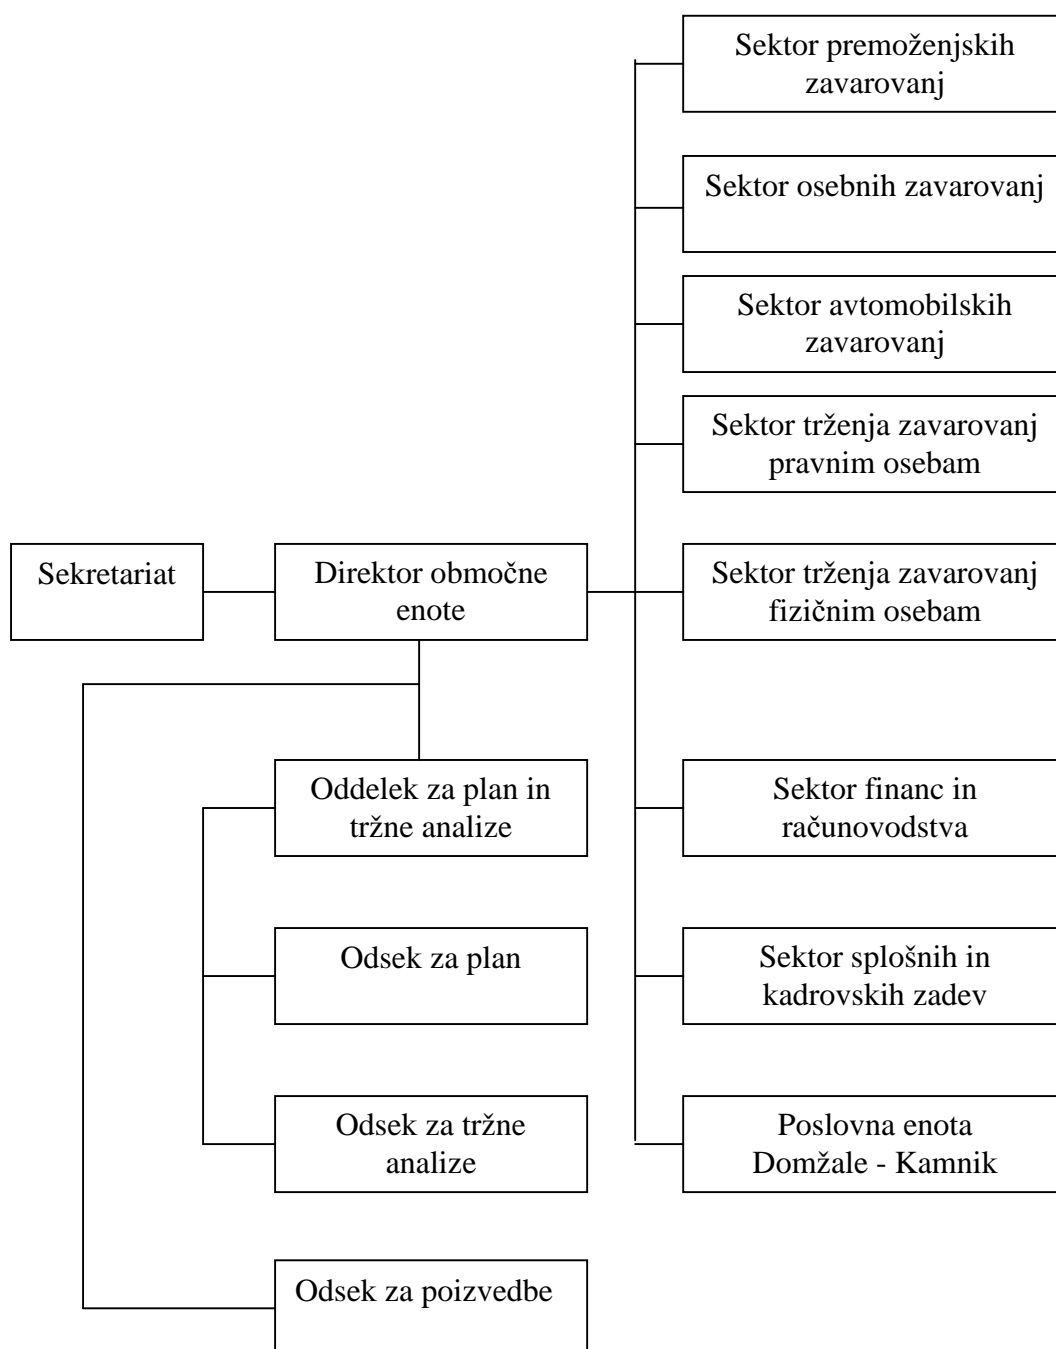 Sektor premoženjskih
zavarovanj
Sektor osebnih zavarovanj
Sektor avtomobilskih
zavarovanj
Sektor trženja zavarovanj
pravnim osebam
Sekretariat
Direktor območne
enote
Sektor trženja zavarovanj
fizičnim osebam
Oddelek za plan in
tržne analize
Sektor financ in
računovodstva
Odsek za plan
Sektor splošnih in
kadrovskih zadev
Odsek za tržne
analize
Poslovna enota
Domžale - Kamnik
Odsek za poizvedbe